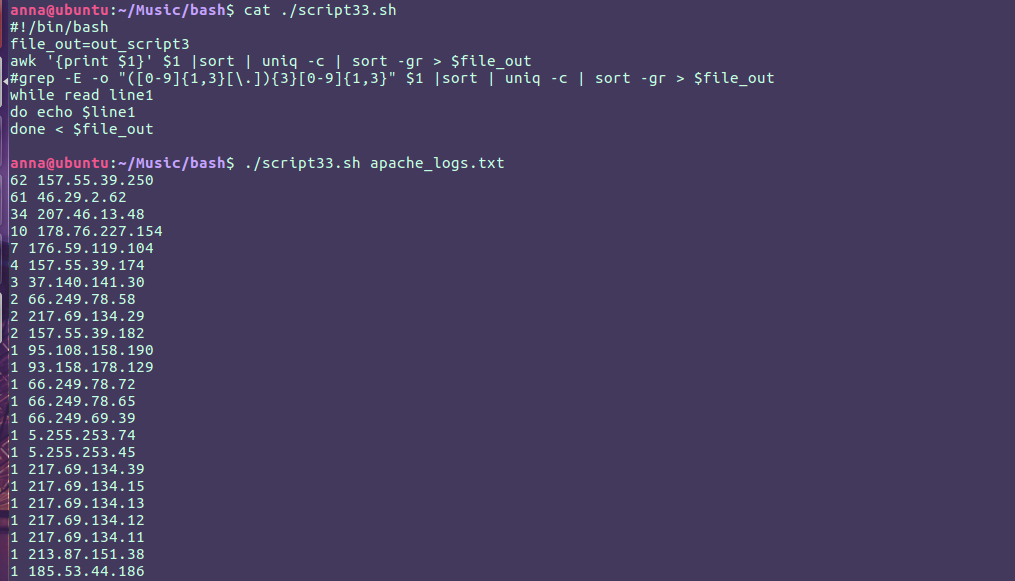 anna@ubuntu:~/Music/bash$ cat ./script33.sh
#!/bin/bash
file_out=out_script3
awk '{print $1}' $1 |sort | uniq -c | sort -gr > $file_out
#grep -E -o "([0-9]{1,3}[\.]){3}[0-9]{1,3}" $1 |sort | uniq -c | sort -gr > $file_out
while read line1
do echo $line1
done < $file_out
anna@ubuntu:~/Music/bash$ ./script33.sh apache_logs.txt
62 157.55.39.250
61 46.29.2.62
34 207.46.13.48
10 178.76.227.154
7 176.59.119.104
4 157.55.39.174
3 37.140.141.30
2 66.249.78.58
2 217.69.134.29
2 157.55.39.182
1 95.108.158.190
1 93.158.178.129
1 66.249.78.72
1 66.249.78.65
1 66.249.69.39
1 5.255.253.74
1 5.255.253.45
1 217.69.134.39
1 217.69.134.15
1 217.69.134.13
1 217.69.134.12
1 217.69.134.11
1 213.87.151.38
1 185.53.44.186